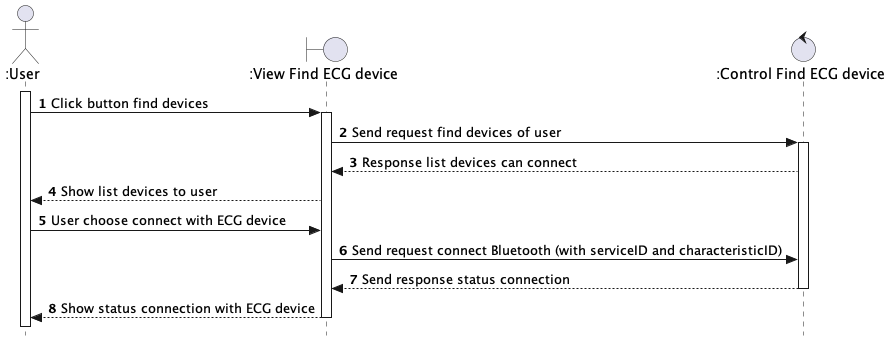 :User
:View Find ECG device
:Control Find ECG device
1 Click button find devices
2 Send request find devices of user
3 Response list devices can connect
4 Show list devices to user
5 User choose connect with ECG device
6 Send request connect Bluetooth (with serviceID and characteristicID)
7 Send response status connection
8 Show status connection with ECG device